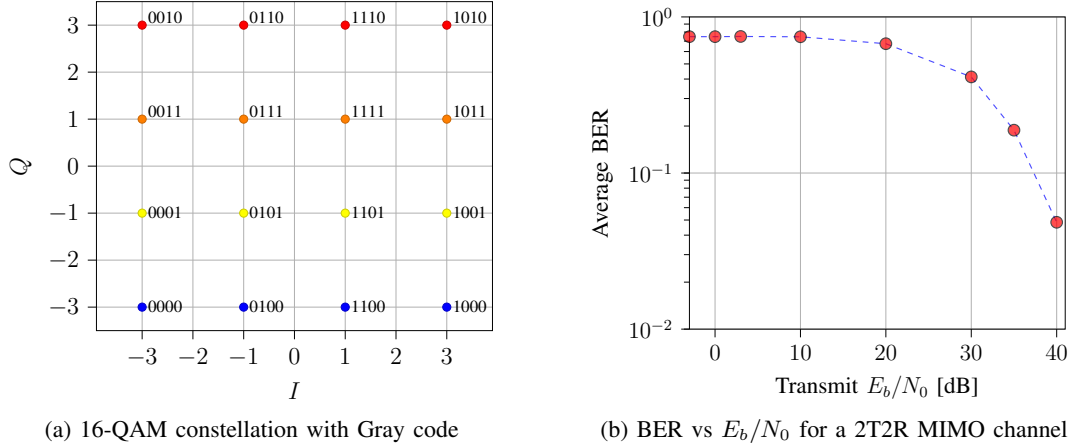 3
2
1
0
−1
−2
−3
Q
0010 0110 1110 1010
0011 0111 1111 1011
0001 0101 1101 1001
0000 0100 1100 1000
−3 −2 −1 0 1 2 3
I
(a) 16-QAM constellation with Gray code
10^0
10^−1
10^−2
Average BER
0 10 20 30 40
Transmit E_b/N_0 [dB]
(b) BER vs E_b/N_0 for a 2T2R MIMO channel